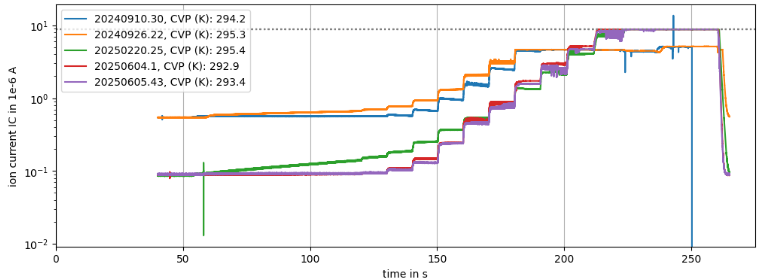 20240910.30, CVP (K): 294.2
20240926.22, CVP (K): 295.3
20250220.25, CVP (K): 295.4
20250604.1, CVP (K): 292.9
20250605.43, CVP (K): 293.4
ion current IC in 1e-6 A
10¹
10⁰
10⁻¹
10⁻²
0 50 100 150 200 250
time in s